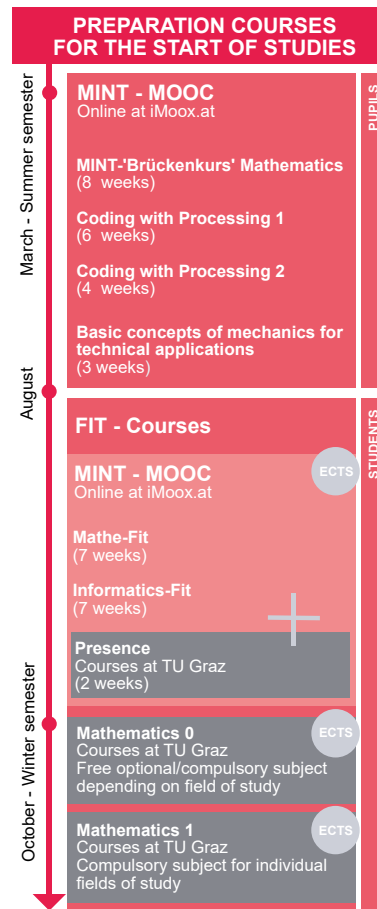 PREPARATION COURSES
FOR THE START OF STUDIES
March - Summer semester
MINT - MOOC
Online at iMoox.at
MINT-'Brückenkurs' Mathematics
(8 weeks)
Coding with Processing 1
(6 weeks)
Coding with Processing 2
(4 weeks)
Basic concepts of mechanics for
technical applications
(3 weeks)
PUPILS
August
FIT - Courses
ECTS
MINT - MOOC
Online at iMoox.at
Mathe-Fit
(7 weeks)
Informatics-Fit
(7 weeks)
Presence
Courses at TU Graz
(2 weeks)
STUDENTS
October - Winter semester
Mathematics 0
Courses at TU Graz
Free optional/compulsory subject
depending on field of study
ECTS
Mathematics 1
Courses at TU Graz
Compulsory subject for individual
fields of study
ECTS